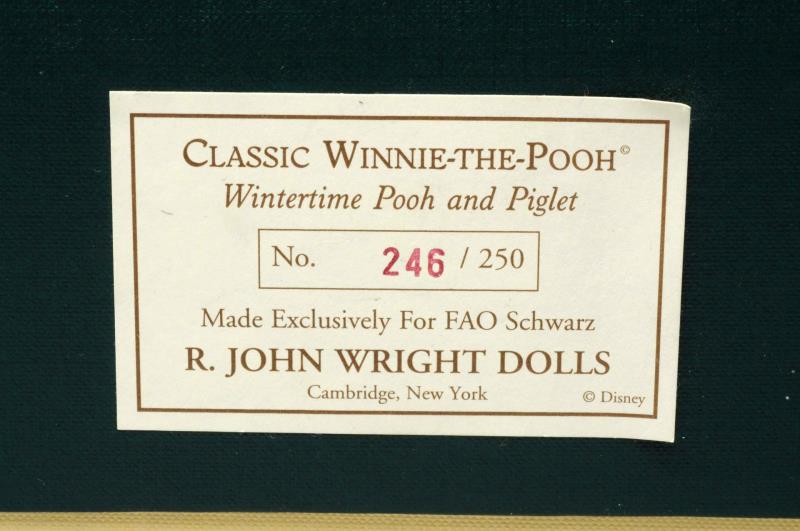 CLASSIC WINNIE-THE-POOH©
Wintertime Pooh and Piglet
No. 246 / 250
Made Exclusively For FAO Schwarz
R. JOHN WRIGHT DOLLS
Cambridge, New York
© Disney